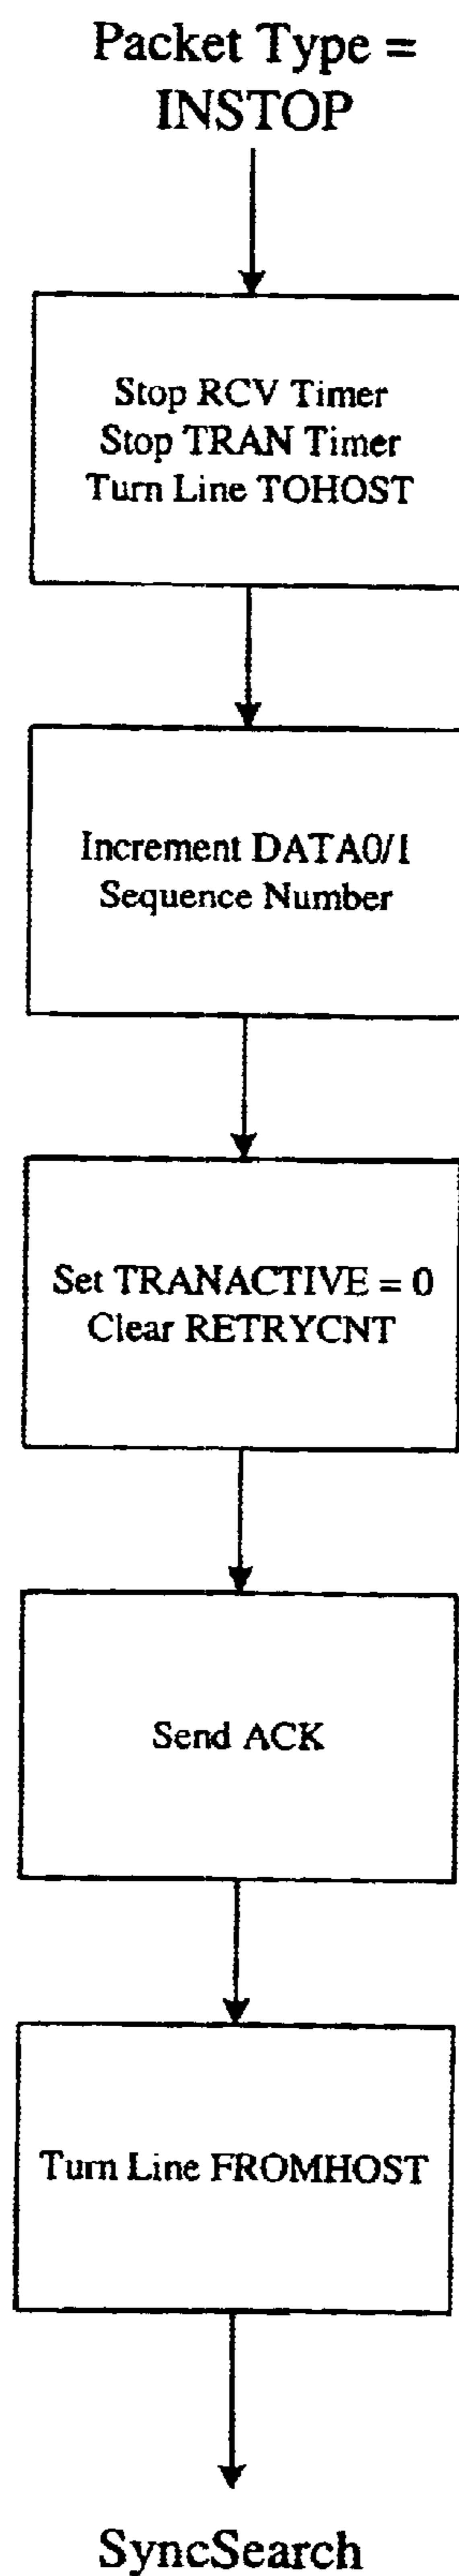 Packet Type =
INSTOP
Stop RCV Timer
Stop TRAN Timer
Turn Line TOHOST
Increment DATA0/1
Sequence Number
Set TRANACTIVE = 0
Clear RETRYCNT
Send ACK
Turn Line FROMHOST
SyncSearch